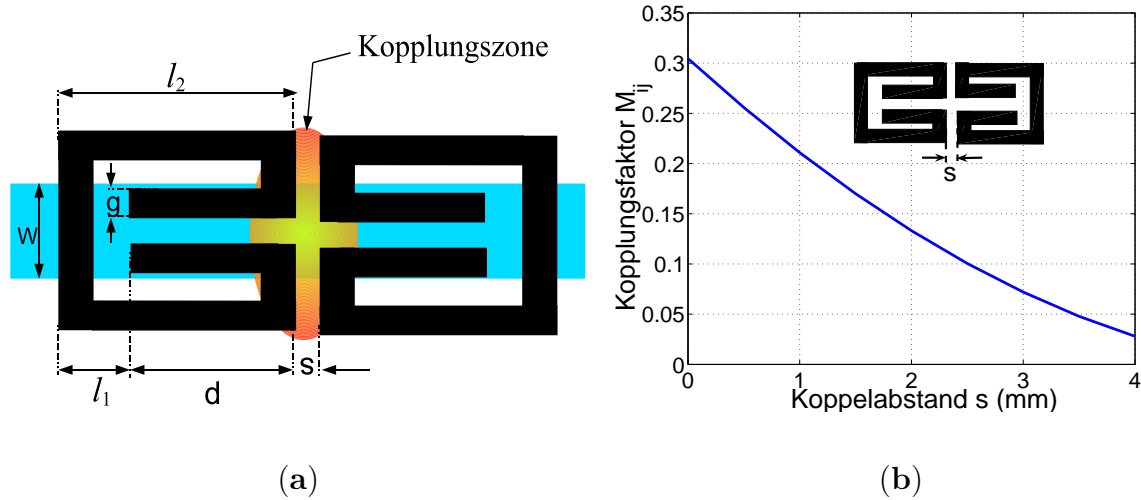 Kopplungszone
l2
g
w
l1
d
s
(a)
0.35
0.3
0.25
0.2
0.15
0.1
0.05
0
Kopplungsfaktor Mij
s
0 1 2 3 4
Koppelabstand s (mm)
(b)